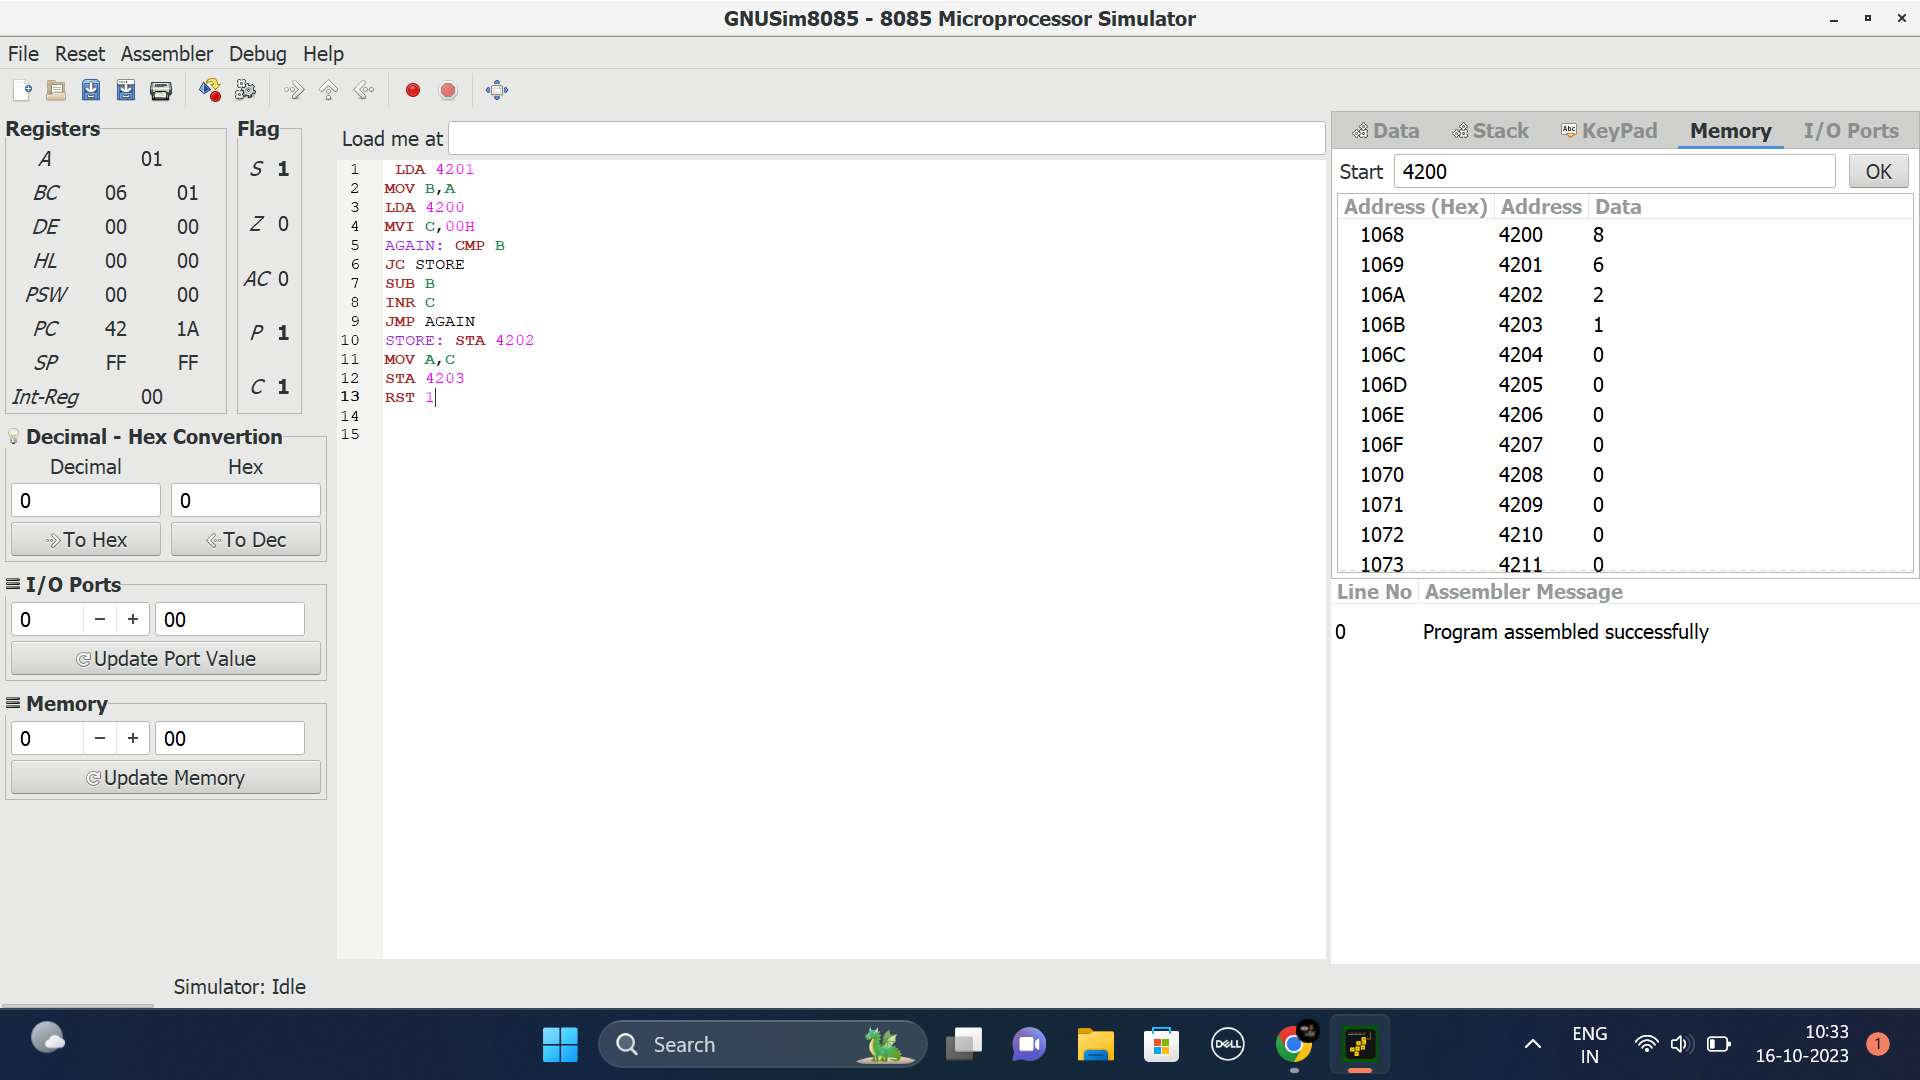 GNUSim8085 - 8085 Microprocessor Simulator
File Reset Assembler Debug Help
Registers
A 01
BC 06 01
DE 00 00
HL 00 00
PSW 00 00
PC 42 1A
SP FF FF
Int-Reg 00
Flag
S 1
Z 0
AC 0
P 1
C 1
Decimal - Hex Convertion
Decimal Hex
0 0
To Hex To Dec
I/O Ports
0 − + 00
Update Port Value
Memory
0 − + 00
Update Memory
Load me at
1 LDA 4201
2 MOV B,A
3 LDA 4200
4 MVI C,00H
5 AGAIN: CMP B
6 JC STORE
7 SUB B
8 INR C
9 JMP AGAIN
10 STORE: STA 4202
11 MOV A,C
12 STA 4203
13 RST 1
14
15
Data Stack Abc KeyPad Memory I/O Ports
Start 4200 OK
Address (Hex) Address Data
1068 4200 8
1069 4201 6
106A 4202 2
106B 4203 1
106C 4204 0
106D 4205 0
106E 4206 0
106F 4207 0
1070 4208 0
1071 4209 0
1072 4210 0
1073 4211 0
Line No Assembler Message
0 Program assembled successfully
Simulator: Idle
Search
DELL
ENG
IN
10:33
16-10-2023
1